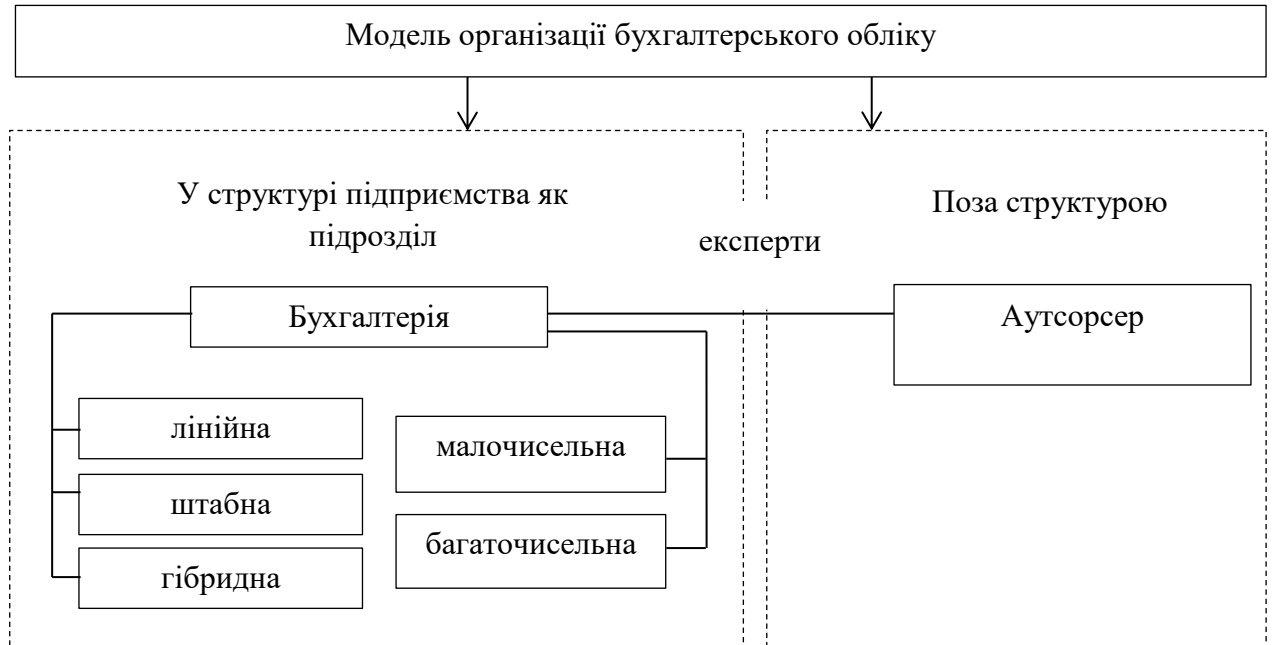 Модель організації бухгалтерського обліку
У структурі підприємства як
підрозділ
експерти
Поза структурою
Бухгалтерія
Аутсорсер
лінійна
штабна
гібридна
малочисельна
багаточисельна